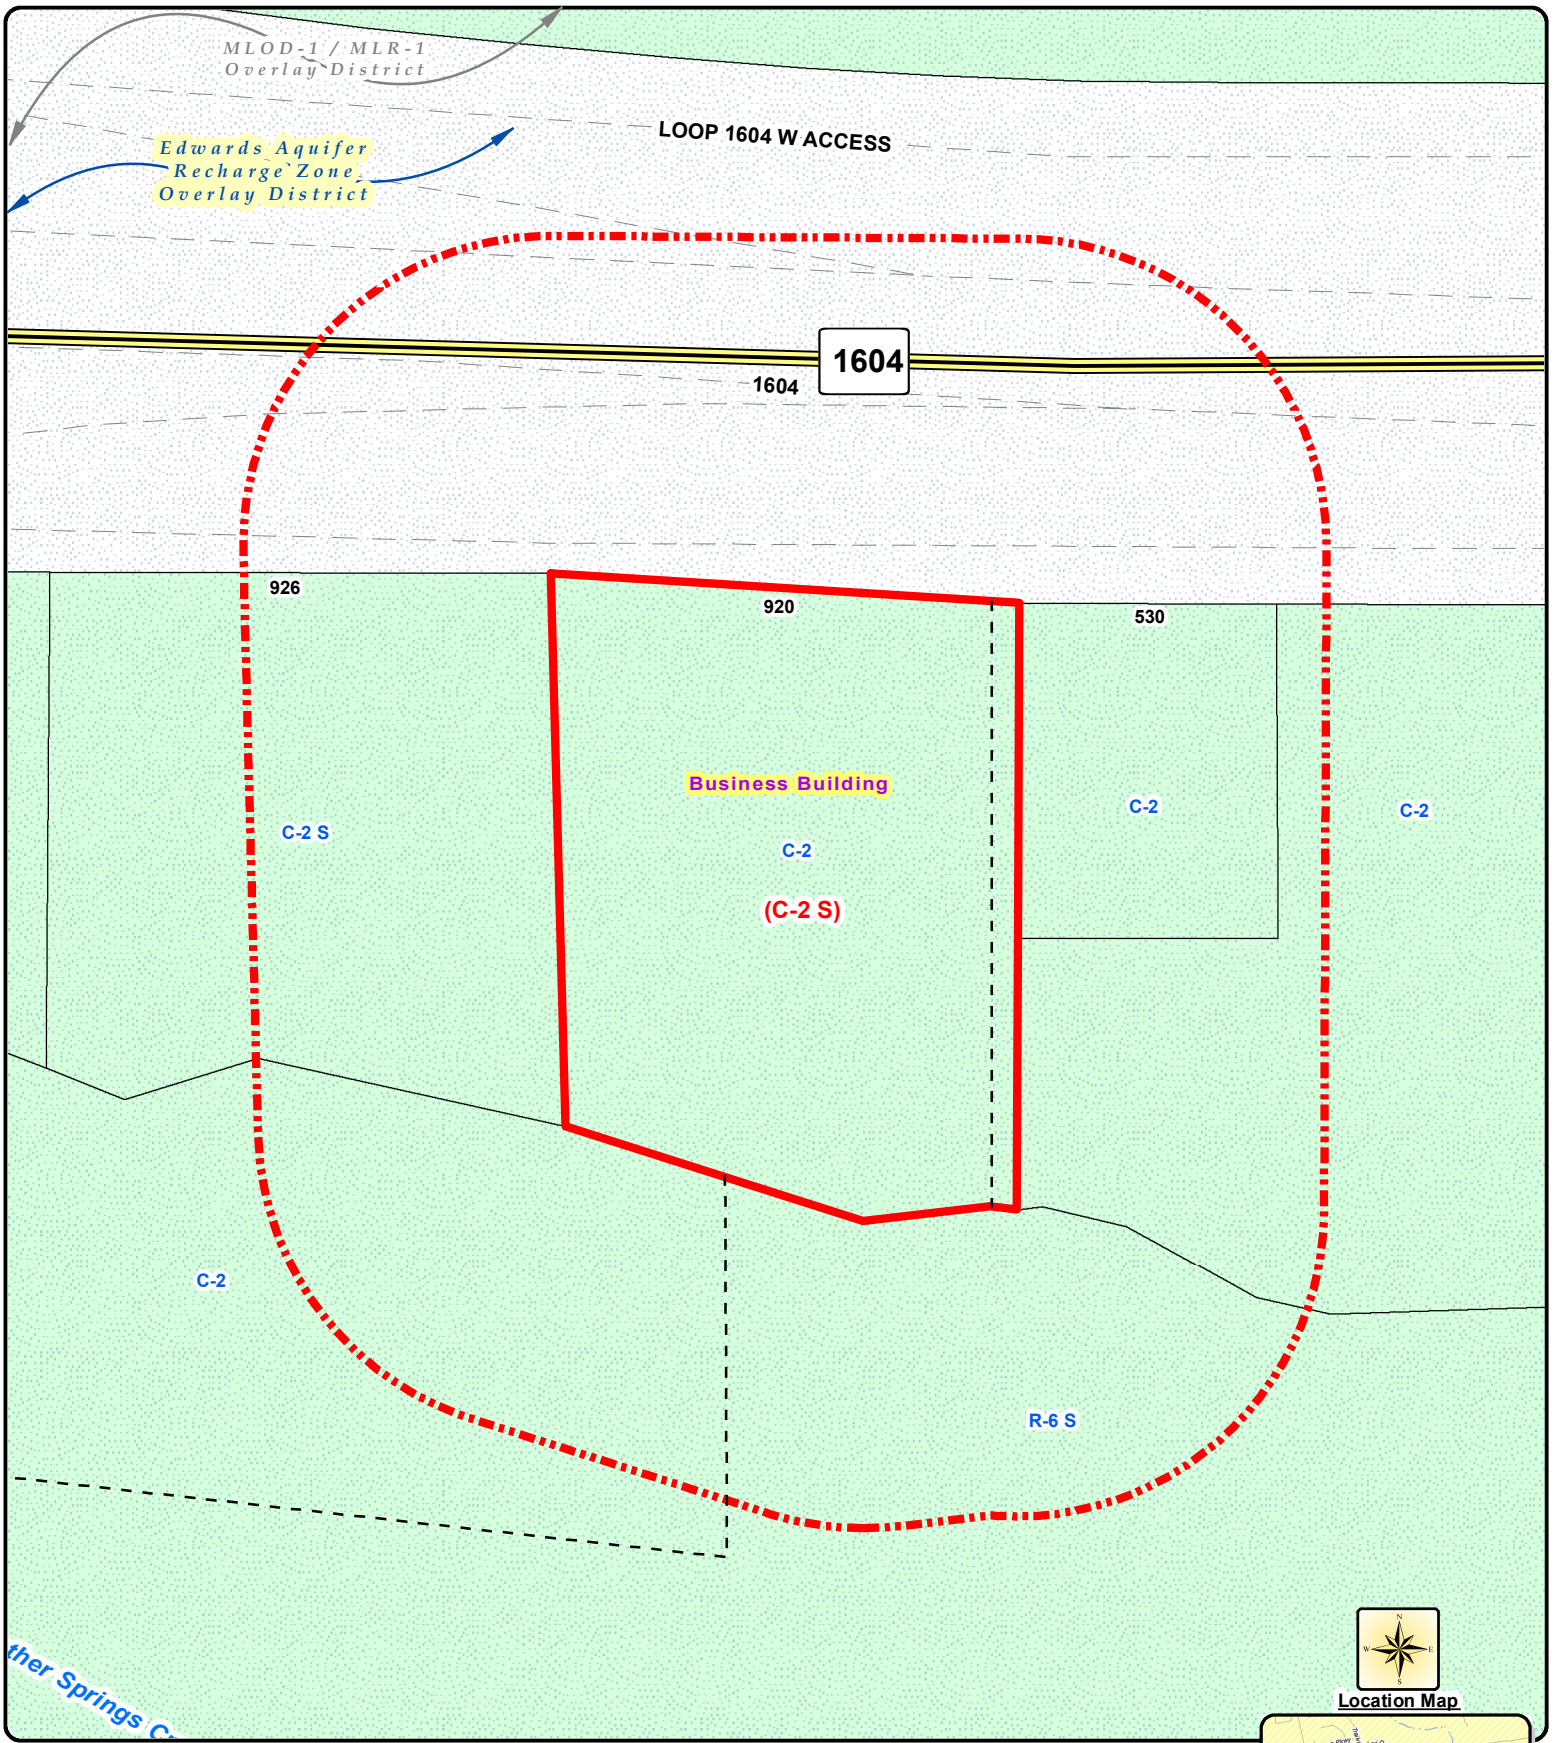 MLOD-1 / MLR-1
Overlay District
LOOP 1604 W ACCESS
Edwards Aquifer
Recharge Zone
Overlay District
1604
1604
926
920
530
Business Building
C-2
C-2
C-2 S
C-2
(C-2 S)
C-2
R-6 S
N
W E
S
ther Springs
Location Map